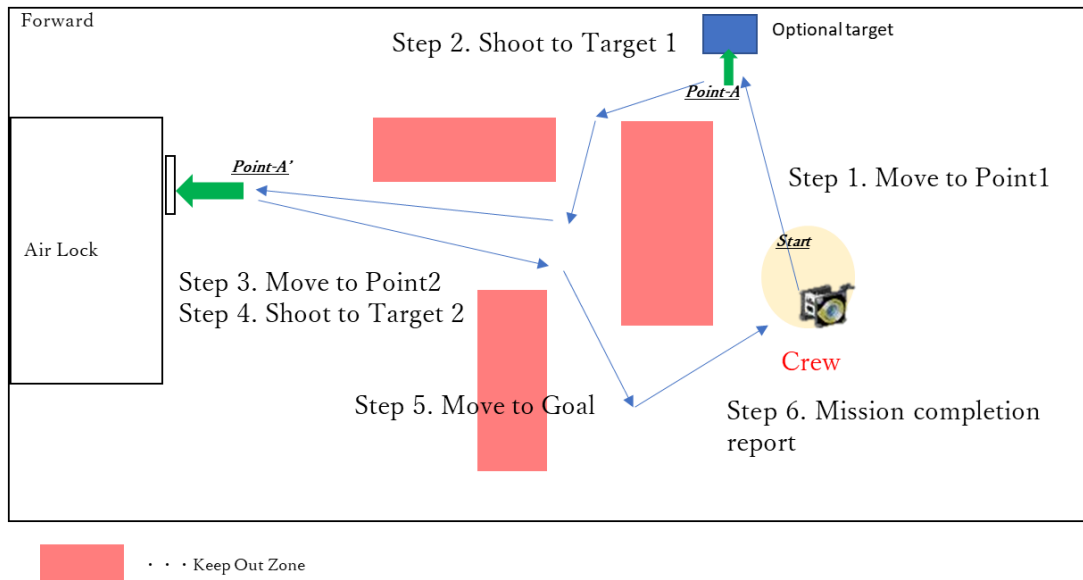 Forward
Step 2. Shoot to Target 1
Optional target
Point-A
Point-A'
Step 1. Move to Point1
Start
Air Lock
Step 3. Move to Point2
Step 4. Shoot to Target 2
Crew
Step 5. Move to Goal
Step 6. Mission completion
report
・・・Keep Out Zone